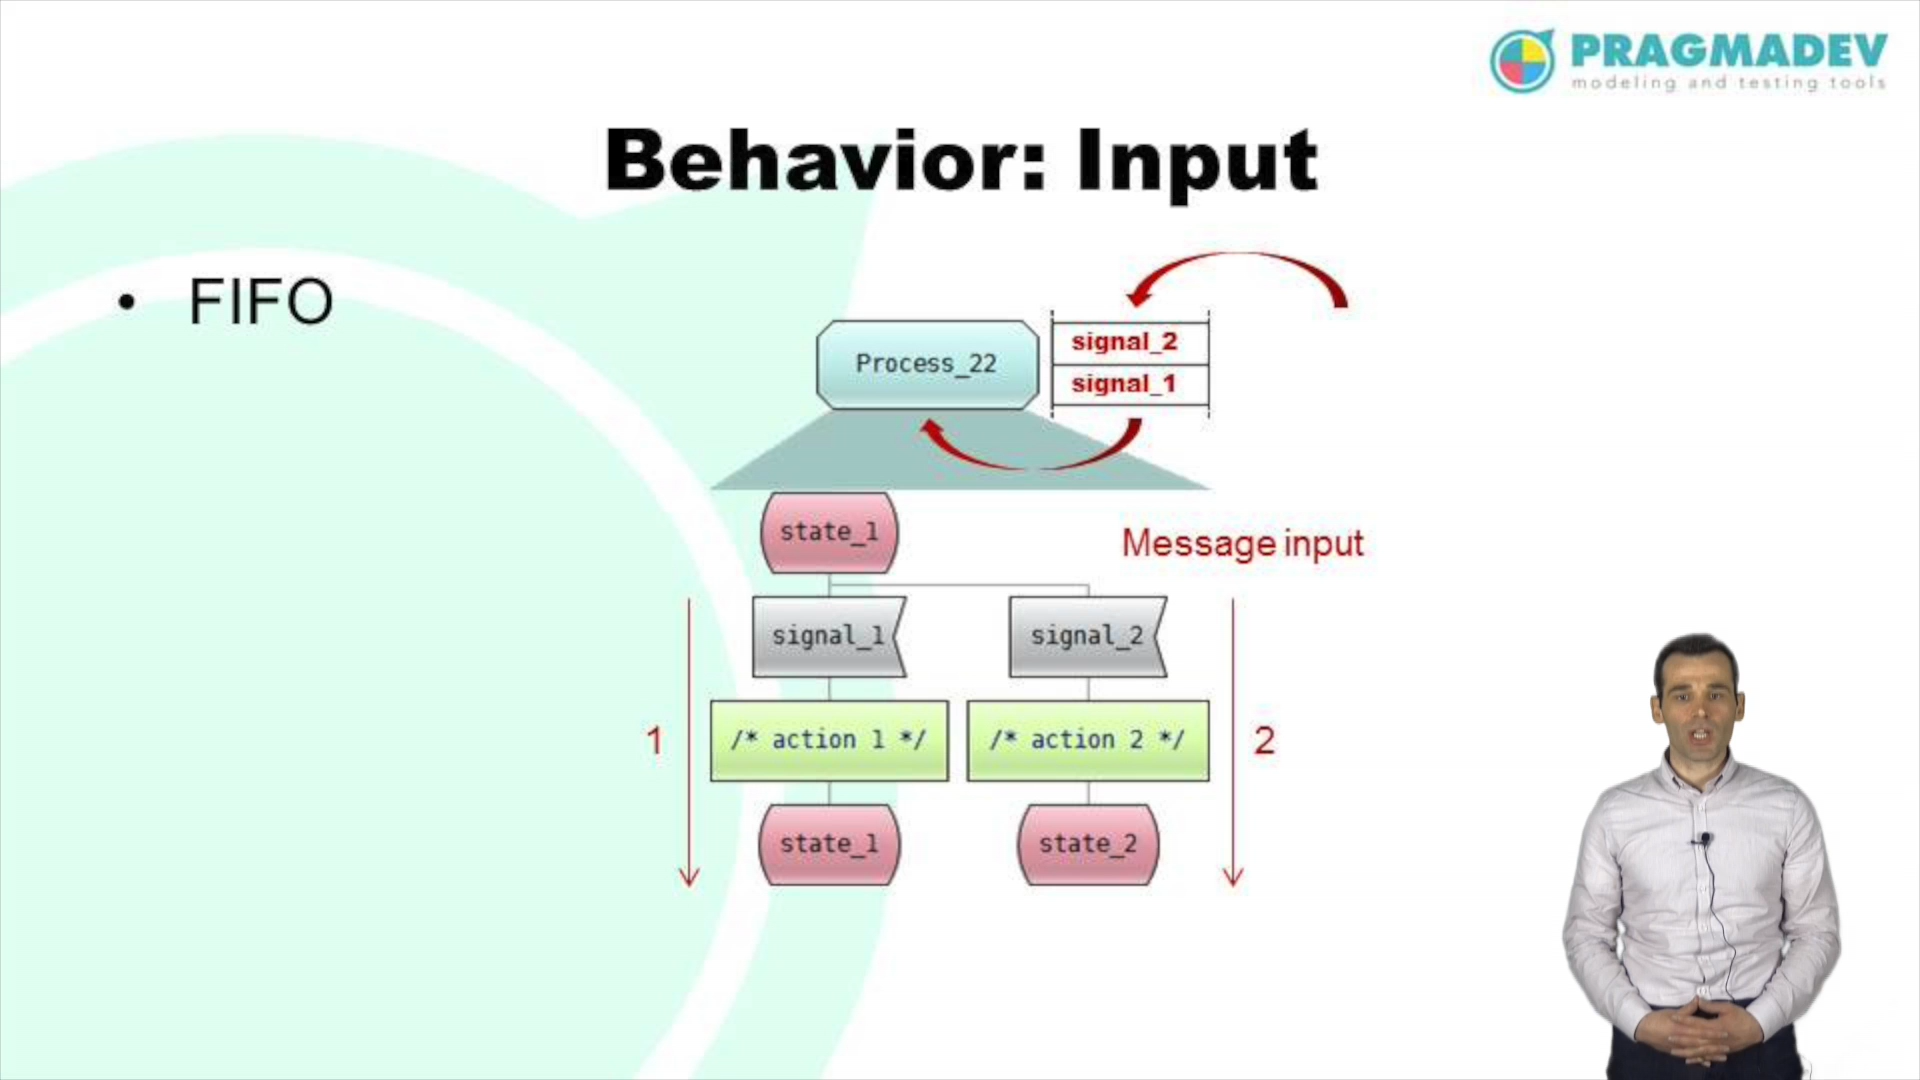 PRAGMADEV
modeling and testing tools
Behavior: Input
• FIFO
Process_22
signal_2
signal_1
state_1
Message input
signal_1
signal_2
1
/* action 1 */
/* action 2 */
2
state_1
state_2